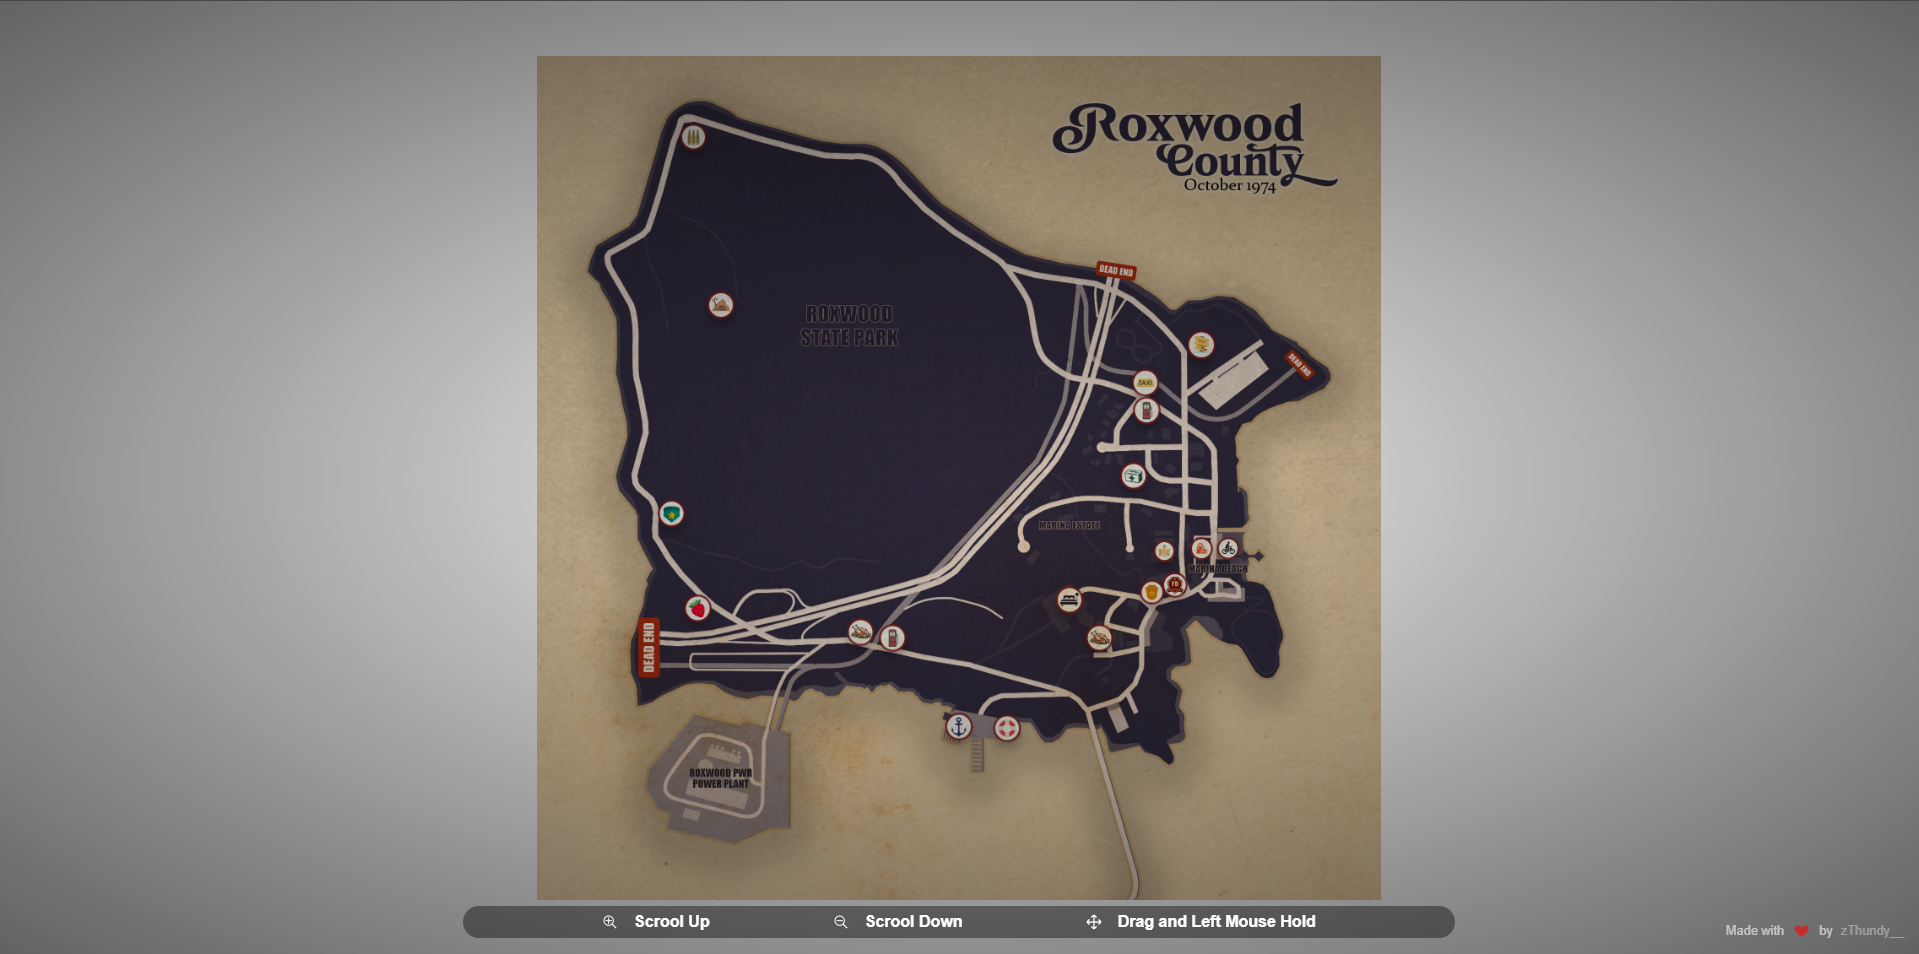 Roxwood
County
October 1974
DEAD END
ROXWOOD
STATE PARK
DEAD END
TAXI
MARINA ESTATE
MARINA BEACH
DEAD END
ROXWOOD PWR
POWER PLANT
Scrool Up
Scrool Down
Drag and Left Mouse Hold
Made with by zThundy__